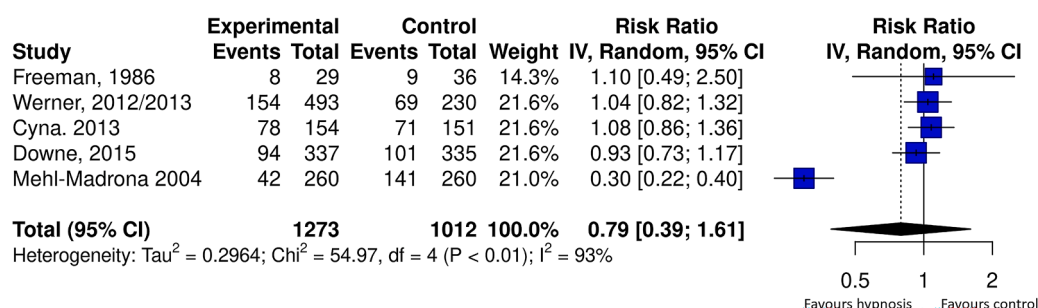 Experimental Control Risk Ratio Risk Ratio
Study Events Total Events Total Weight IV, Random, 95% CI IV, Random, 95% CI
Freeman, 1986 8 29 9 36 14.3% 1.10 [0.49; 2.50]
Werner, 2012/2013 154 493 69 230 21.6% 1.04 [0.82; 1.32]
Cyna. 2013 78 154 71 151 21.6% 1.08 [0.86; 1.36]
Downe, 2015 94 337 101 335 21.6% 0.93 [0.73; 1.17]
Mehl-Madrona 2004 42 260 141 260 21.0% 0.30 [0.22; 0.40]
Total (95% CI) 1273 1012 100.0% 0.79 [0.39; 1.61]
Heterogeneity: Tau² = 0.2964; Chi² = 54.97, df = 4 (P < 0.01); I² = 93%
0.5 1 2
Favours hypnosis Favours control